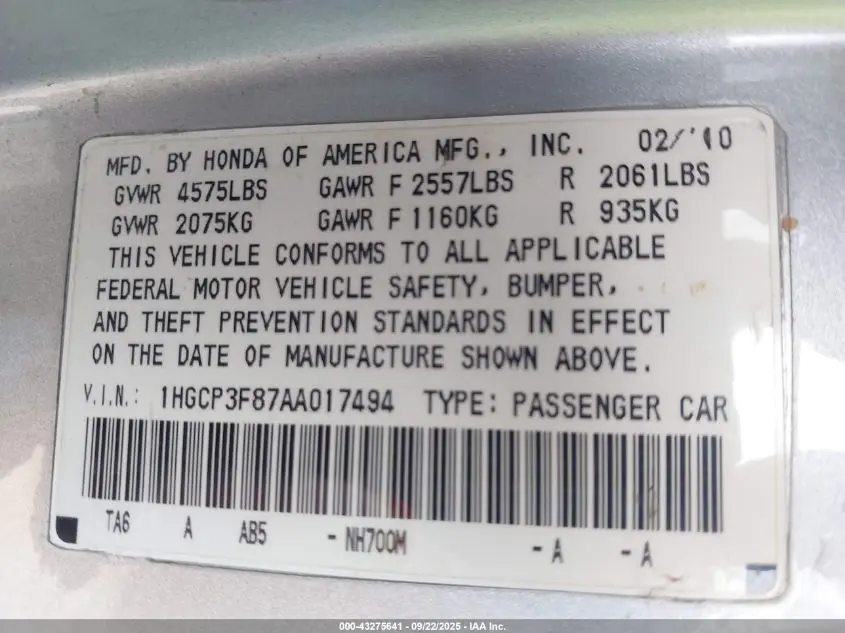 MFD. BY HONDA OF AMERICA MFG., INC. 02/'10
GVWR 4575LBS GAWR F 2557LBS R 2061LBS
GVWR 2075KG GAWR F 1160KG R 935KG
THIS VEHICLE CONFORMS TO ALL APPLICABLE
FEDERAL MOTOR VEHICLE SAFETY, BUMPER,
AND THEFT PREVENTION STANDARDS IN EFFECT
ON THE DATE OF MANUFACTURE SHOWN ABOVE.
V.I.N.: 1HGCP3F87AA017494 TYPE: PASSENGER CAR
TA6 A AB5 -NH700M -A -A
000-43275641 - 09/22/2025 - IAA Inc.